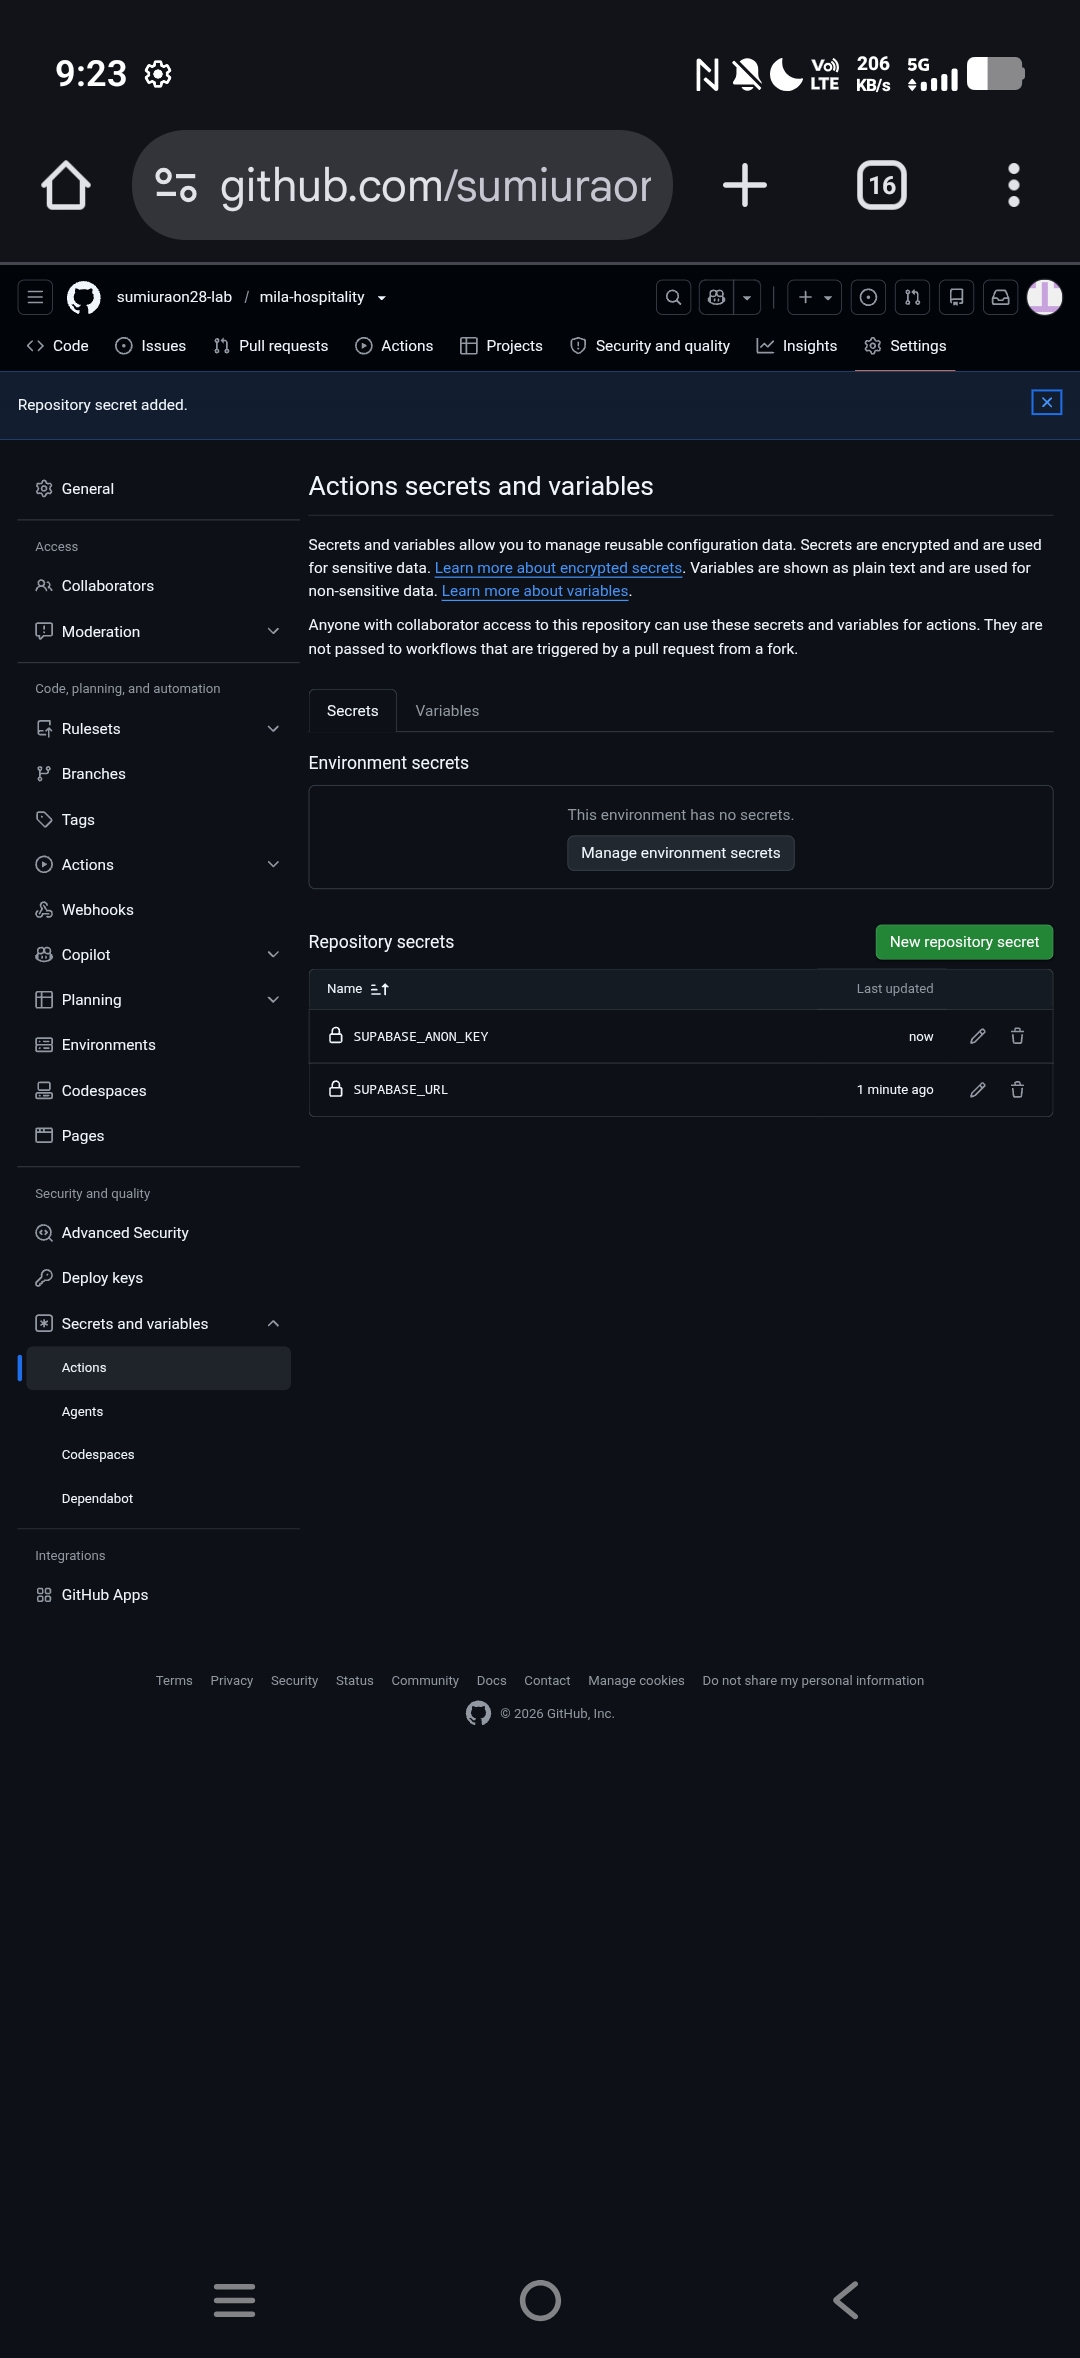 9:23
Vo))
LTE
206
KB/s
5G
github.com/sumiuraor
16
sumiuraon28-lab / mila-hospitality
Code Issues Pull requests Actions Projects Security and quality Insights Settings
Repository secret added.
General
Access
Collaborators
Moderation
Code, planning, and automation
Rulesets
Branches
Tags
Actions
Webhooks
Copilot
Planning
Environments
Codespaces
Pages
Security and quality
Advanced Security
Deploy keys
Secrets and variables
Actions
Agents
Codespaces
Dependabot
Integrations
GitHub Apps
Actions secrets and variables
Secrets and variables allow you to manage reusable configuration data. Secrets are encrypted and are used
for sensitive data. Learn more about encrypted secrets. Variables are shown as plain text and are used for
non-sensitive data. Learn more about variables.
Anyone with collaborator access to this repository can use these secrets and variables for actions. They are
not passed to workflows that are triggered by a pull request from a fork.
Secrets Variables
Environment secrets
This environment has no secrets.
Manage environment secrets
Repository secrets New repository secret
Name Last updated
SUPABASE_ANON_KEY now
SUPABASE_URL 1 minute ago
Terms Privacy Security Status Community Docs Contact Manage cookies Do not share my personal information
© 2026 GitHub, Inc.